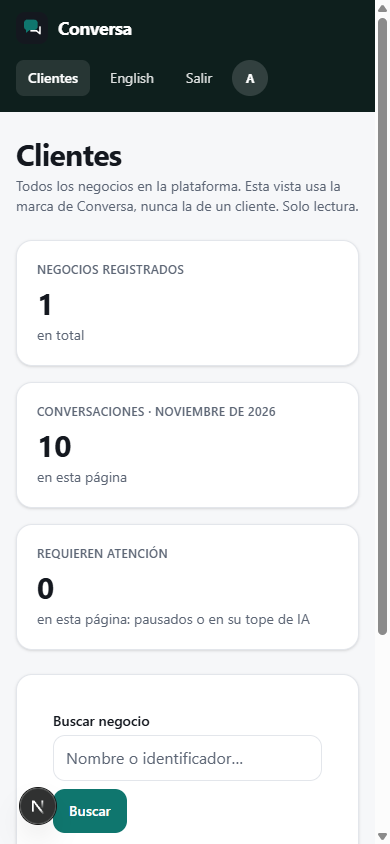 Conversa
Clientes English Salir A
Clientes
Todos los negocios en la plataforma. Esta vista usa la
marca de Conversa, nunca la de un cliente. Solo lectura.
NEGOCIOS REGISTRADOS
1
en total
CONVERSACIONES · NOVIEMBRE DE 2026
10
en esta página
REQUIEREN ATENCIÓN
0
en esta página: pausados o en su tope de IA
Buscar negocio
Nombre o identificador...
N
Buscar